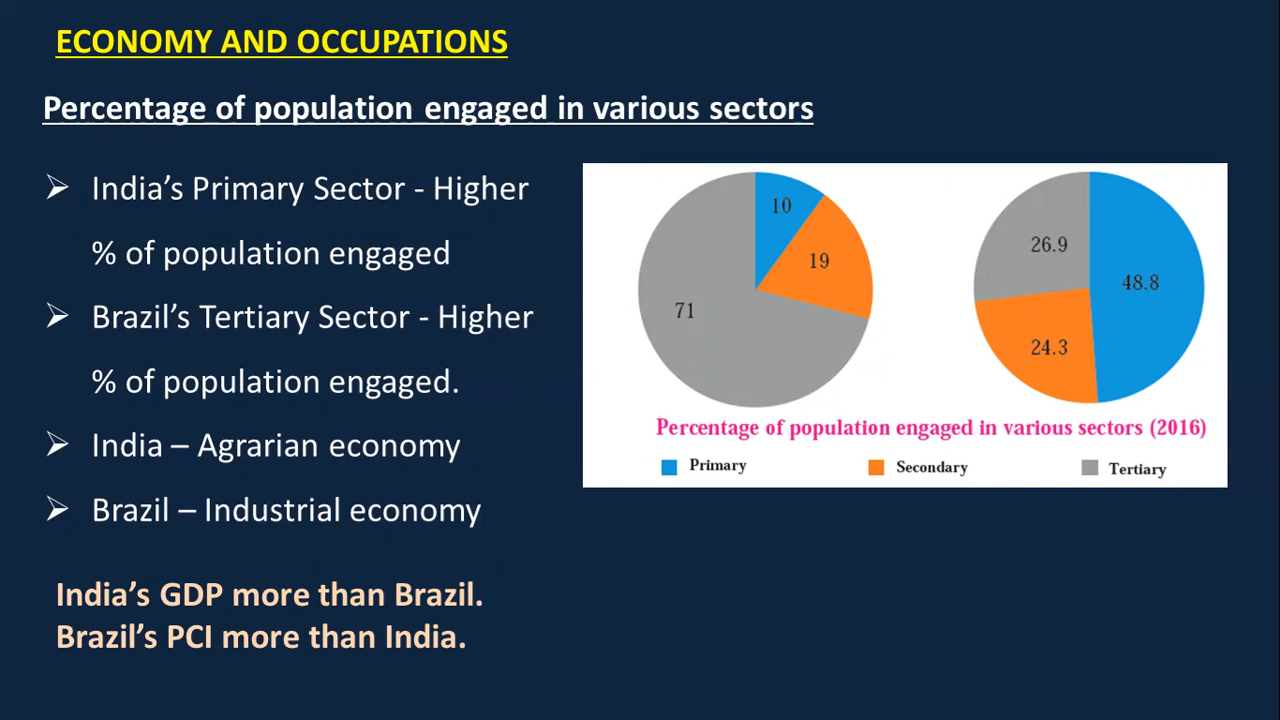 ECONOMY AND OCCUPATIONS
Percentage of population engaged in various sectors
➢ India’s Primary Sector - Higher
% of population engaged
➢ Brazil’s Tertiary Sector - Higher
% of population engaged.
➢ India – Agrarian economy
➢ Brazil – Industrial economy
India’s GDP more than Brazil.
Brazil’s PCI more than India.
10
19
71
26.9
48.8
24.3
Percentage of population engaged in various sectors (2016)
Primary Secondary Tertiary